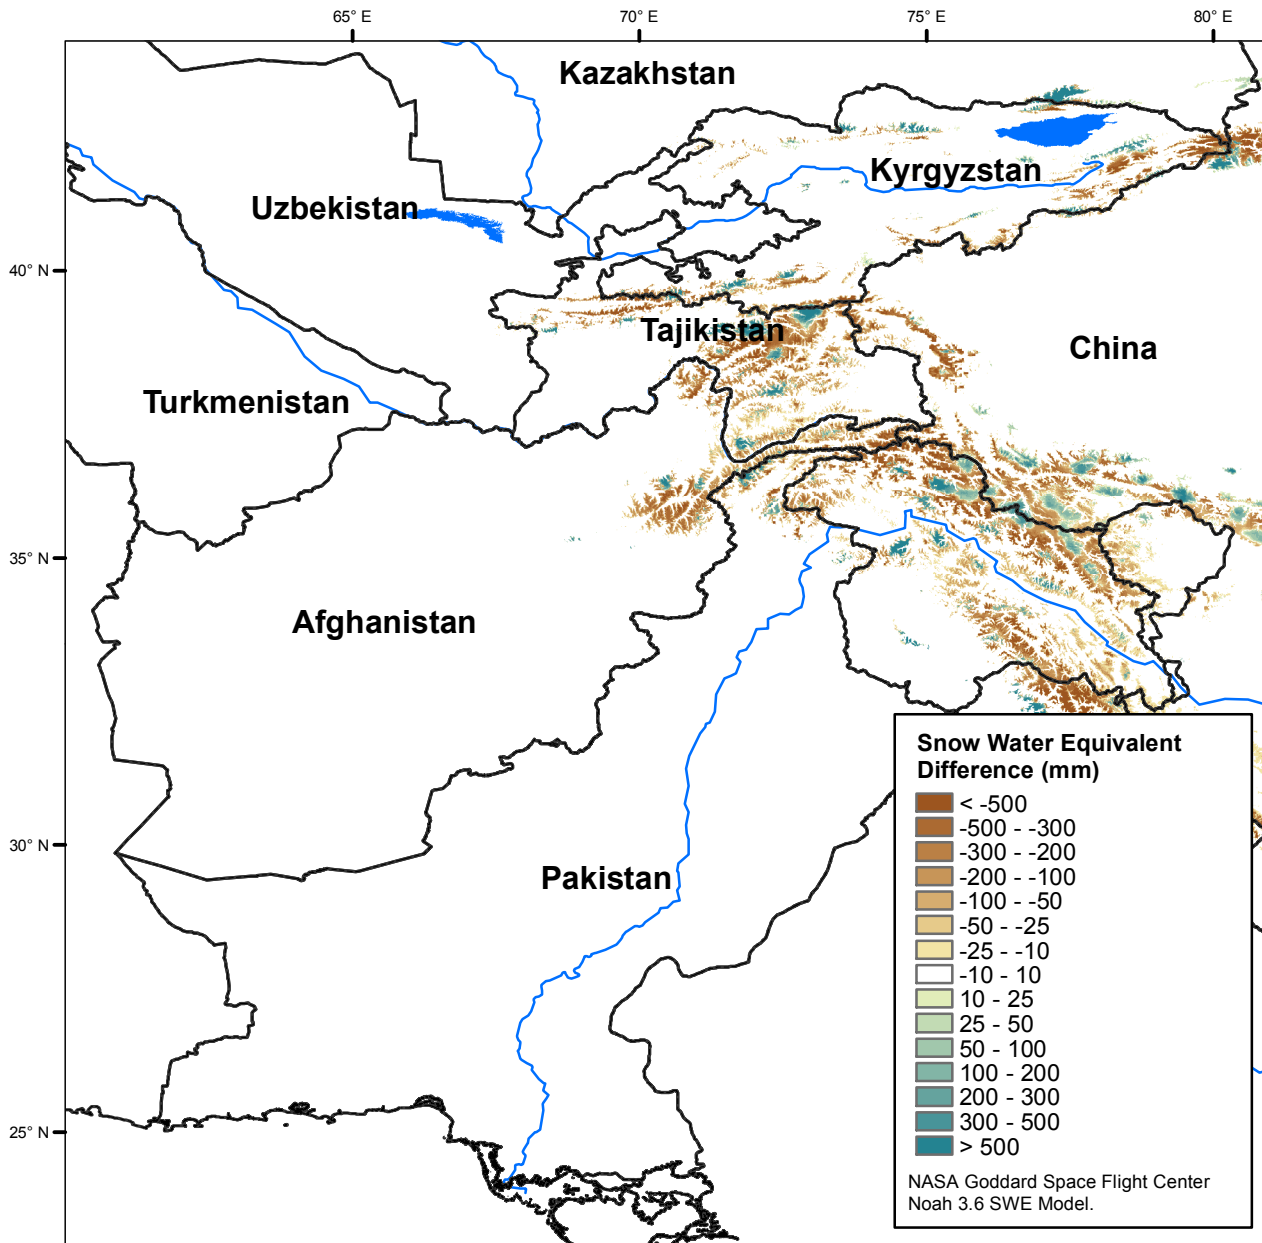 65° E
70° E
75° E
80° E
Kazakhstan
Kyrgyzstan
Uzbekistan
40° N
Tajikistan
China
Turkmenistan
35° N
Afghanistan
30° N
Pakistan
25° N
Snow Water Equivalent
Difference (mm)
< -500
-500 - -300
-300 - -200
-200 - -100
-100 - -50
-50 - -25
-25 - -10
-10 - 10
10 - 25
25 - 50
50 - 100
100 - 200
200 - 300
300 - 500
> 500
NASA Goddard Space Flight Center
Noah 3.6 SWE Model.